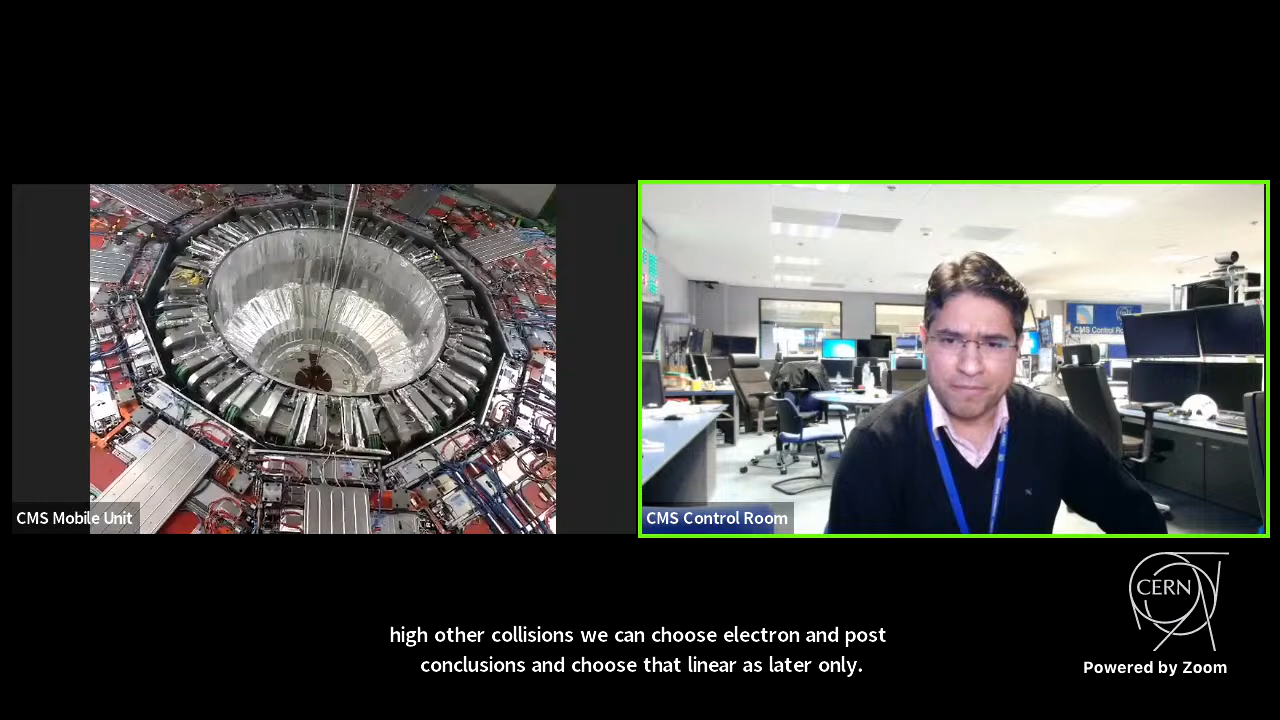 CMS Mobile Unit
CMS Control Room
high other collisions we can choose electron and post
conclusions and choose that linear as later only.
CERN
Powered by Zoom